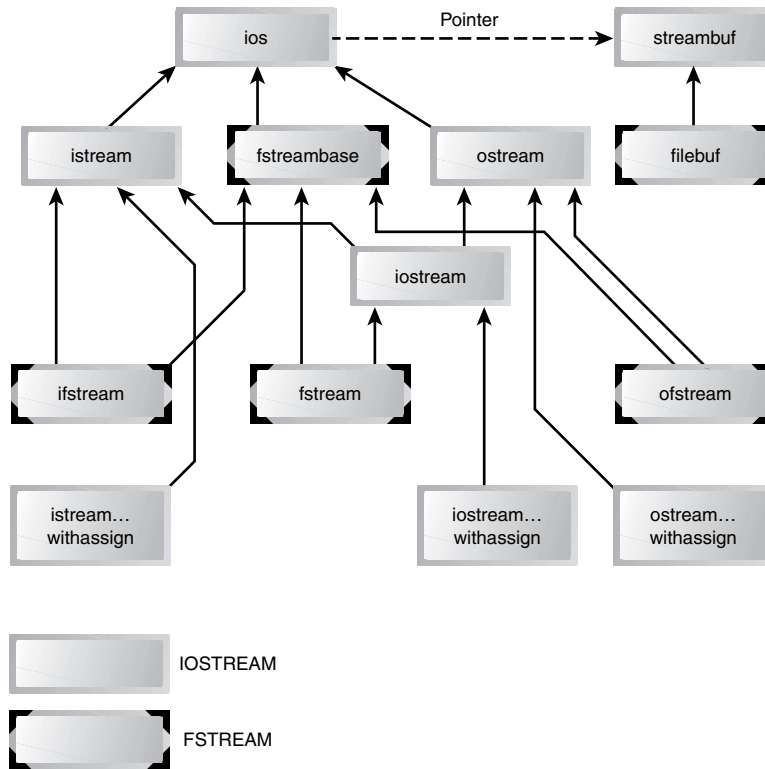 ios
Pointer
streambuf
istream
fstreambase
ostream
filebuf
iostream
ifstream
fstream
ofstream
istream…
withassign
iostream…
withassign
ostream…
withassign
IOSTREAM
FSTREAM